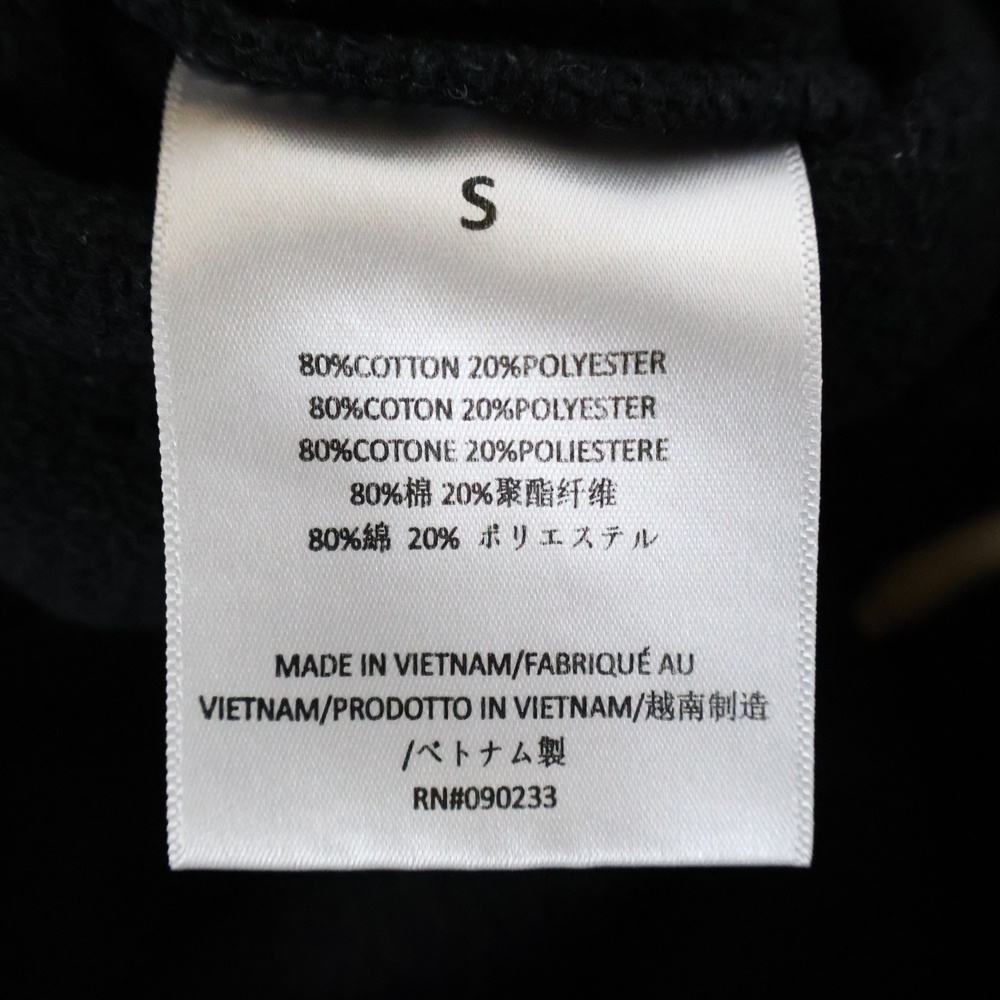 S
80%COTTON 20%POLYESTER
80%COTON 20%POLYESTER
80%COTONE 20%POLIESTERE
80%棉 20%聚酯纤维
80%綿 20% ポリエステル
MADE IN VIETNAM/FABRIQUÉ AU
VIETNAM/PRODOTTO IN VIETNAM/越南制造
/ベトナム製
RN#090233